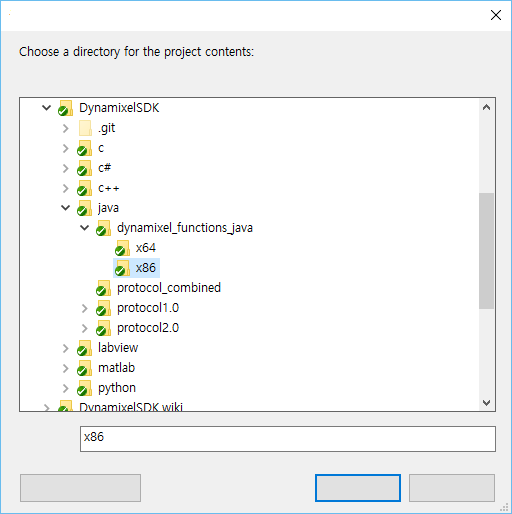 Choose a directory for the project contents:
DynamixelSDK
.git
c
c#
c++
java
dynamixel_functions_java
x64
x86
protocol_combined
protocol1.0
protocol2.0
labview
matlab
python
DynamixelSDK.wiki
x86